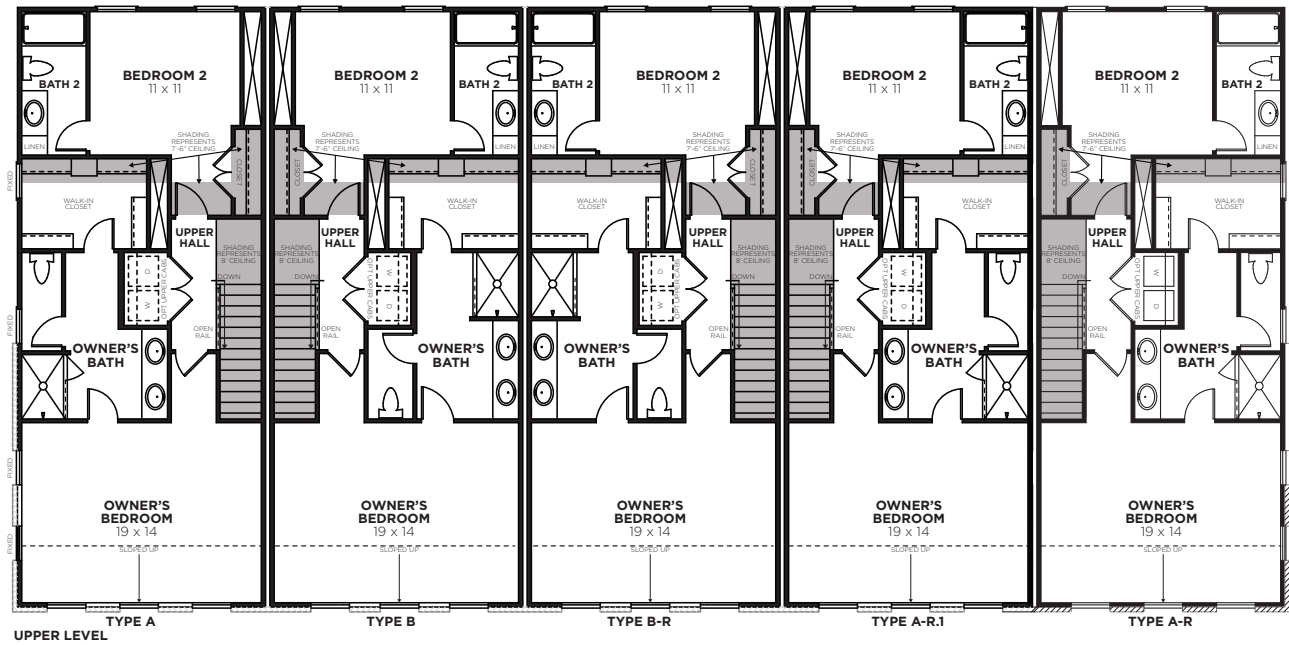 BEDROOM 2
11 x 11
BATH 2
LINEN
SHADING
REPRESENTS
7'-6" CEILING
CLOSET
FIXED
WALK-IN
CLOSET
UPPER
HALL
SHADING
REPRESENTS
8' CEILING
DOWN
D
W
OPT UPPER CABS
OPEN
RAIL
FIXED
OWNER'S
BATH
FIXED
FIXED
OWNER'S
BEDROOM
19 x 14
SLOPED UP
TYPE A
BEDROOM 2
11 x 11
BATH 2
LINEN
SHADING
REPRESENTS
7'-6" CEILING
CLOSET
WALK-IN
CLOSET
UPPER
HALL
SHADING
REPRESENTS
8' CEILING
DOWN
W
D
OPT UPPER CABS
OPEN
RAIL
OWNER'S
BATH
OWNER'S
BEDROOM
19 x 14
SLOPED UP
TYPE B
BEDROOM 2
11 x 11
BATH 2
LINEN
SHADING
REPRESENTS
7'-6" CEILING
CLOSET
WALK-IN
CLOSET
UPPER
HALL
SHADING
REPRESENTS
8' CEILING
DOWN
D
W
OPT UPPER CABS
OPEN
RAIL
OWNER'S
BATH
OWNER'S
BEDROOM
19 x 14
SLOPED UP
TYPE B-R
BEDROOM 2
11 x 11
BATH 2
LINEN
SHADING
REPRESENTS
7'-6" CEILING
CLOSET
WALK-IN
CLOSET
UPPER
HALL
SHADING
REPRESENTS
8' CEILING
DOWN
W
D
OPT UPPER CABS
OPEN
RAIL
OWNER'S
BATH
OWNER'S
BEDROOM
19 x 14
SLOPED UP
TYPE A-R.1
BEDROOM 2
11 x 11
BATH 2
LINEN
SHADING
REPRESENTS
7'-6" CEILING
CLOSET
WALK-IN
CLOSET
UPPER
HALL
SHADING
REPRESENTS
8' CEILING
DOWN
W
D
OPT UPPER CABS
OPEN
RAIL
OWNER'S
BATH
OWNER'S
BEDROOM
19 x 14
SLOPED UP
TYPE A-R
UPPER LEVEL